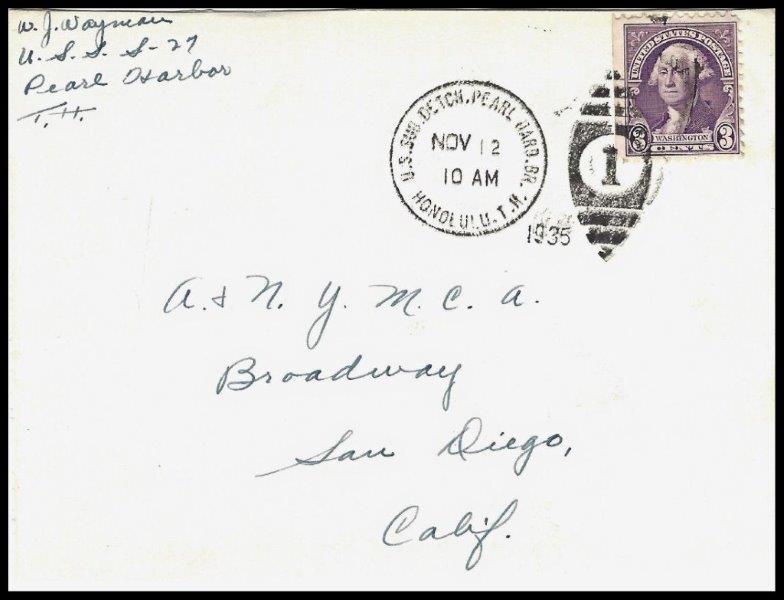 W. J. Wayman
U. S. S. S-27
Pearl Harbor
T. H.
UNITED STATES POSTAGE
3 WASHINGTON 3
CENTS
U.S. SUB. DETCH. PEARL HARB. BR.
NOV 12
10 AM
HONOLULU. T. H.
1
1935
A. & N. Y. M. C. A.
Broadway
San Diego,
Calif.